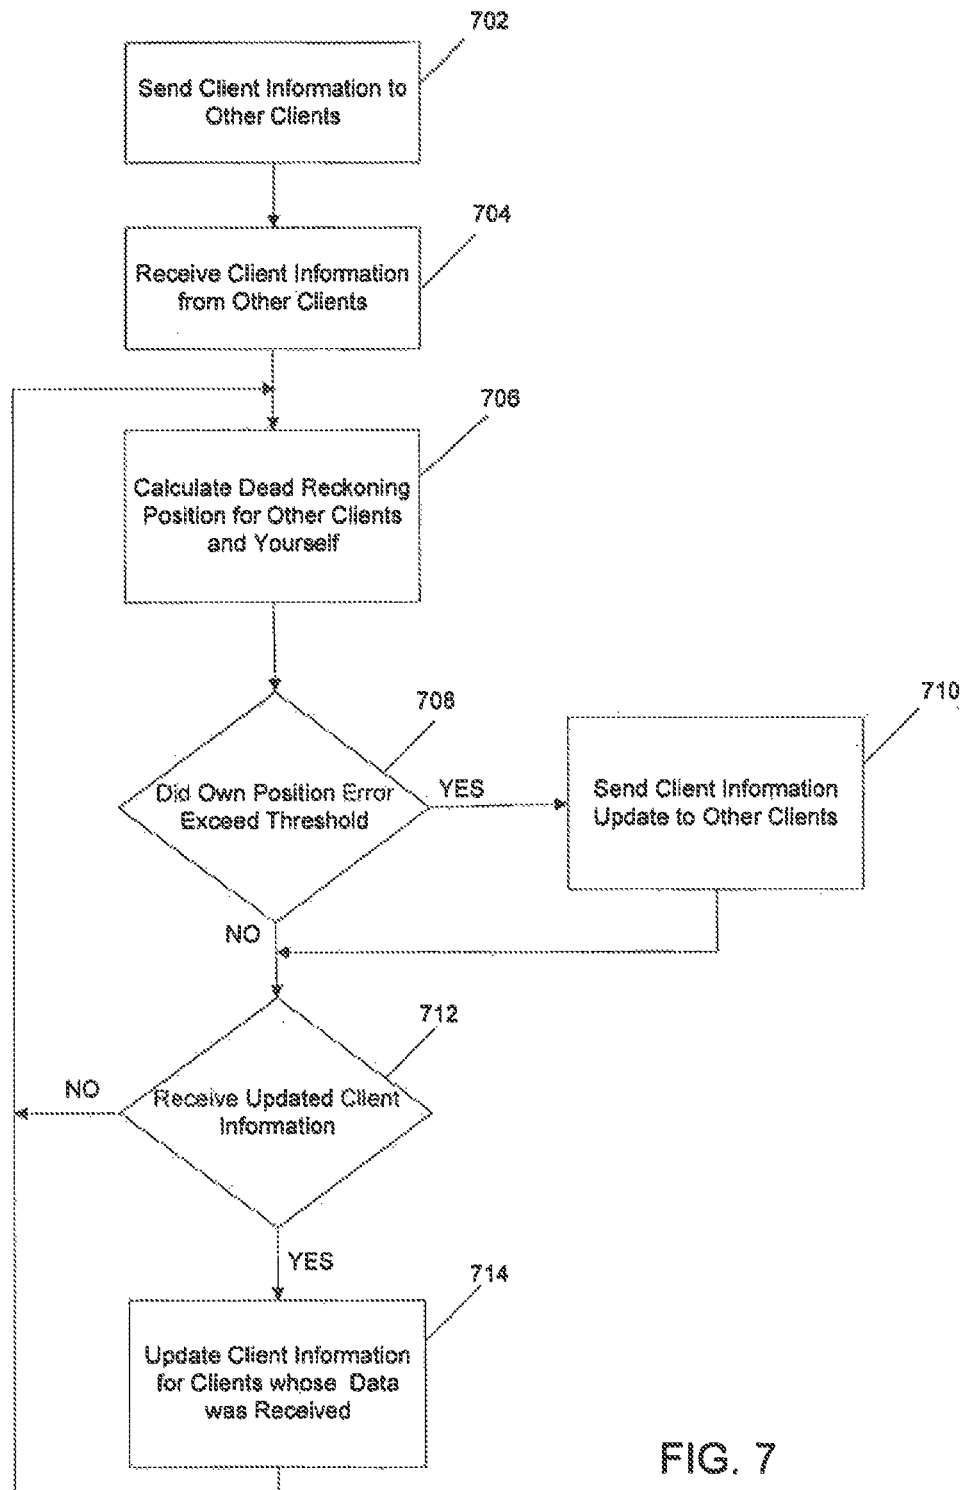 702
Send Client Information to
Other Clients
704
Receive Client Information
from Other Clients
706
Calculate Dead Reckoning
Position for Other Clients
and Yourself
708
Did Own Position Error
Exceed Threshold
YES
710
Send Client Information
Update to Other Clients
NO
712
Receive Updated Client
Information
NO
YES
714
Update Client Information
for Clients whose Data
was Received
FIG. 7